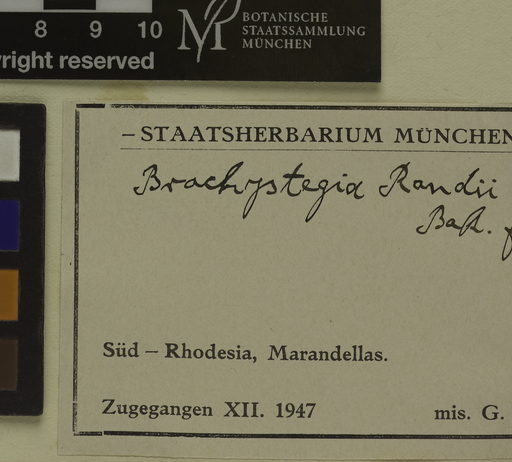 8 9 10
right reserved
M
BOTANISCHE
STAATSSAMMLUNG
MÜNCHEN
– STAATSHERBARIUM MÜNCHEN
Brachystegia Randii
Bak. f
Süd – Rhodesia, Marandellas.
Zugegangen XII. 1947 mis. G.